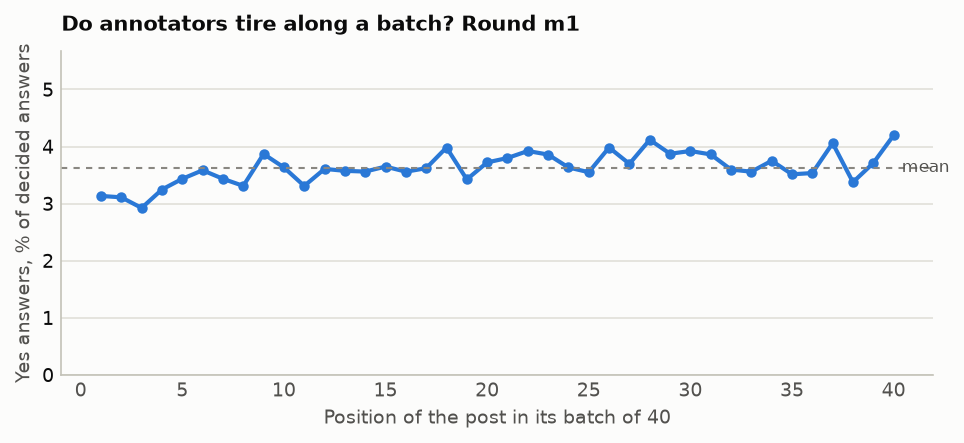 Do annotators tire along a batch? Round m1
Yes answers, % of decided answers
5
4
3
2
1
0
mean
0 5 10 15 20 25 30 35 40
Position of the post in its batch of 40